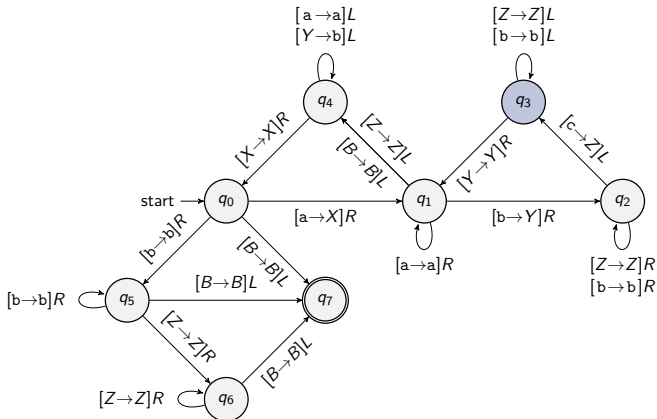 [a→a]L
[Y→b]L
[Z→Z]L
[b→b]L
q4
q3
[X→X]R
[Z→Z]L
[B→B]L
[Y→Y]R
[c→Z]L
start
q0
[a→X]R
q1
[b→Y]R
q2
[b→b]R
[B→B]L
[a→a]R
[Z→Z]R
[b→b]R
[b→b]R
q5
[B→B]L
q7
[Z→Z]R
[B→B]L
[Z→Z]R
q6